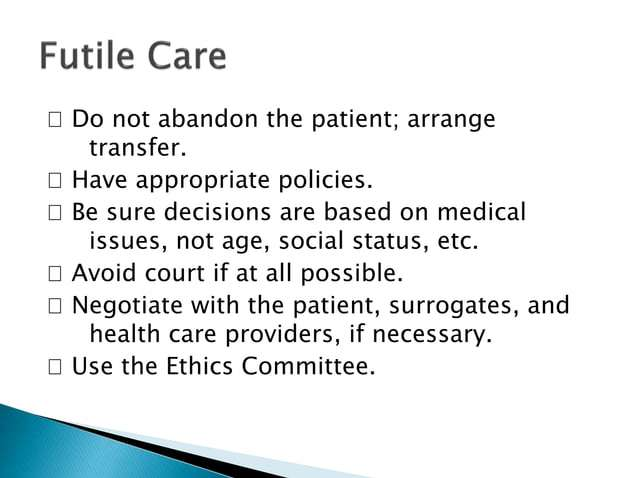 Futile Care
Do not abandon the patient; arrange
transfer.
Have appropriate policies.
Be sure decisions are based on medical
issues, not age, social status, etc.
Avoid court if at all possible.
Negotiate with the patient, surrogates, and
health care providers, if necessary.
Use the Ethics Committee.